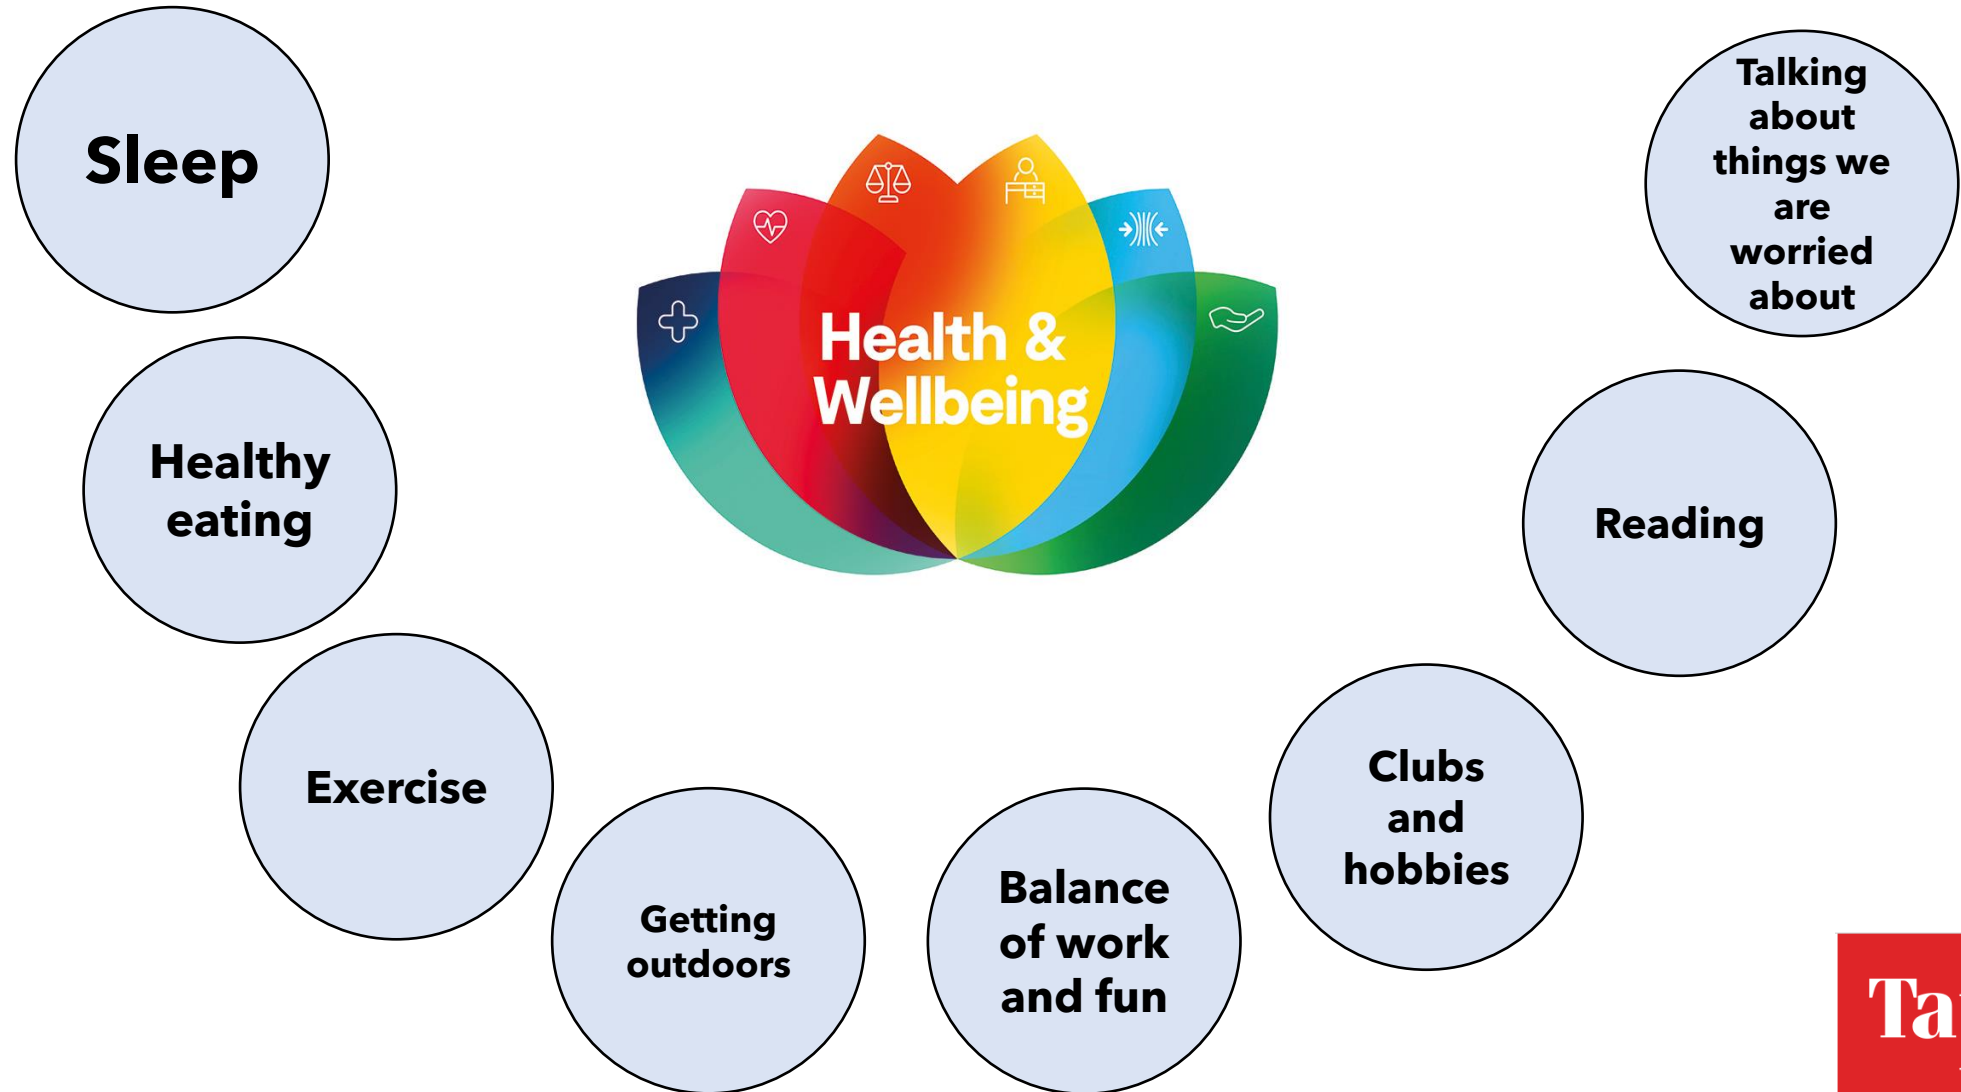 Sleep
Healthy
eating
Exercise
Getting
outdoors
Balance
of work
and fun
Clubs
and
hobbies
Reading
Talking
about
things we
are
worried
about
Health &
Wellbeing